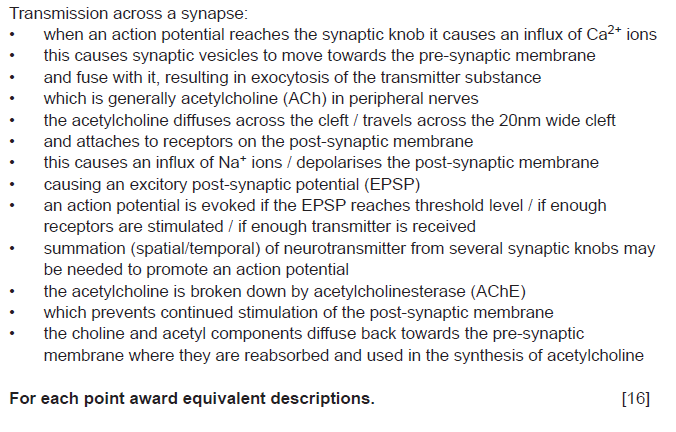 Transmission across a synapse:
• when an action potential reaches the synaptic knob it causes an influx of Ca2+ ions
• this causes synaptic vesicles to move towards the pre-synaptic membrane
• and fuse with it, resulting in exocytosis of the transmitter substance
• which is generally acetylcholine (ACh) in peripheral nerves
• the acetylcholine diffuses across the cleft / travels across the 20nm wide cleft
• and attaches to receptors on the post-synaptic membrane
• this causes an influx of Na+ ions / depolarises the post-synaptic membrane
• causing an excitory post-synaptic potential (EPSP)
• an action potential is evoked if the EPSP reaches threshold level / if enough
receptors are stimulated / if enough transmitter is received
• summation (spatial/temporal) of neurotransmitter from several synaptic knobs may
be needed to promote an action potential
• the acetylcholine is broken down by acetylcholinesterase (AChE)
• which prevents continued stimulation of the post-synaptic membrane
• the choline and acetyl components diffuse back towards the pre-synaptic
membrane where they are reabsorbed and used in the synthesis of acetylcholine
For each point award equivalent descriptions. [16]